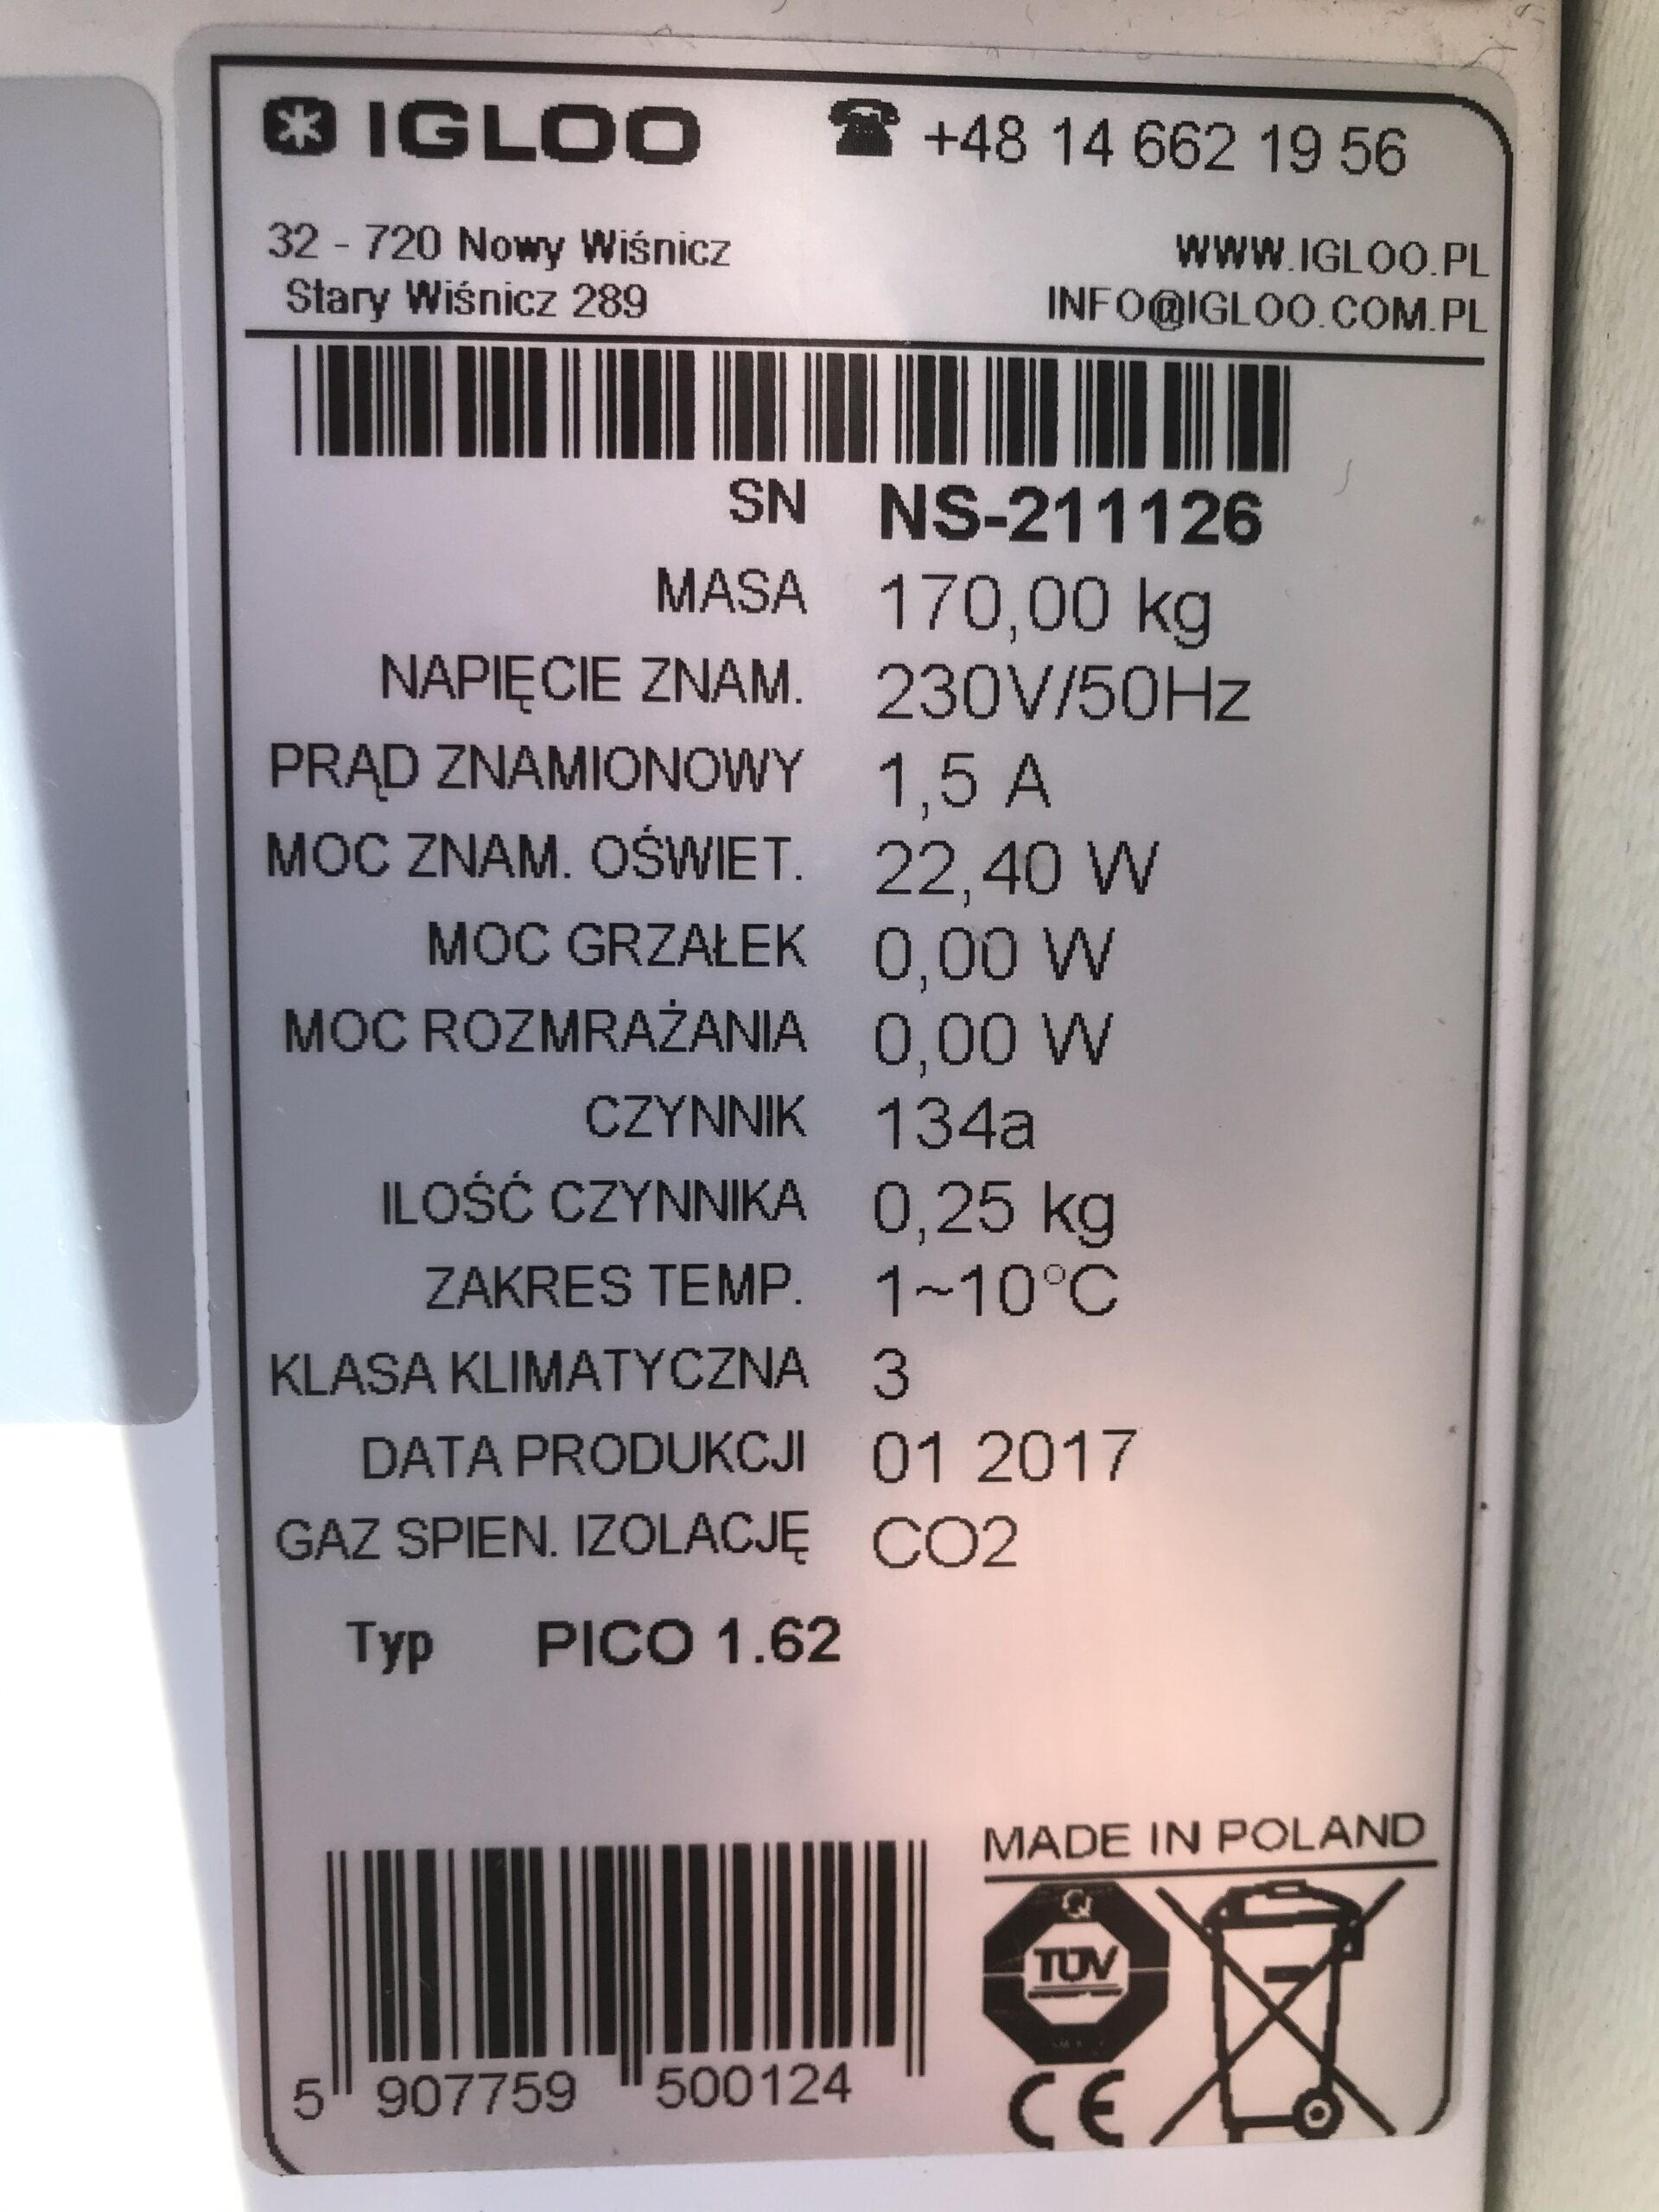 IGLOO +48 14 662 19 56
32 - 720 Nowy Wiśnicz WWW.IGLOO.PL
Stary Wiśnicz 289 INFO@IGLOO.COM.PL
SN NS-211126
MASA 170,00 kg
NAPIĘCIE ZNAM. 230V/50Hz
PRĄD ZNAMIONOWY 1,5 A
MOC ZNAM. OŚWIET. 22,40 W
MOC GRZAŁEK 0,00 W
MOC ROZMRAŻANIA 0,00 W
CZYNNIK 134a
ILOŚĆ CZYNNIKA 0,25 kg
ZAKRES TEMP. 1~10°C
KLASA KLIMATYCZNA 3
DATA PRODUKCJI 01 2017
GAZ SPIEN. IZOLACJĘ CO2
Typ PICO 1.62
MADE IN POLAND
Q
TÜV
CE
5 907759 500124